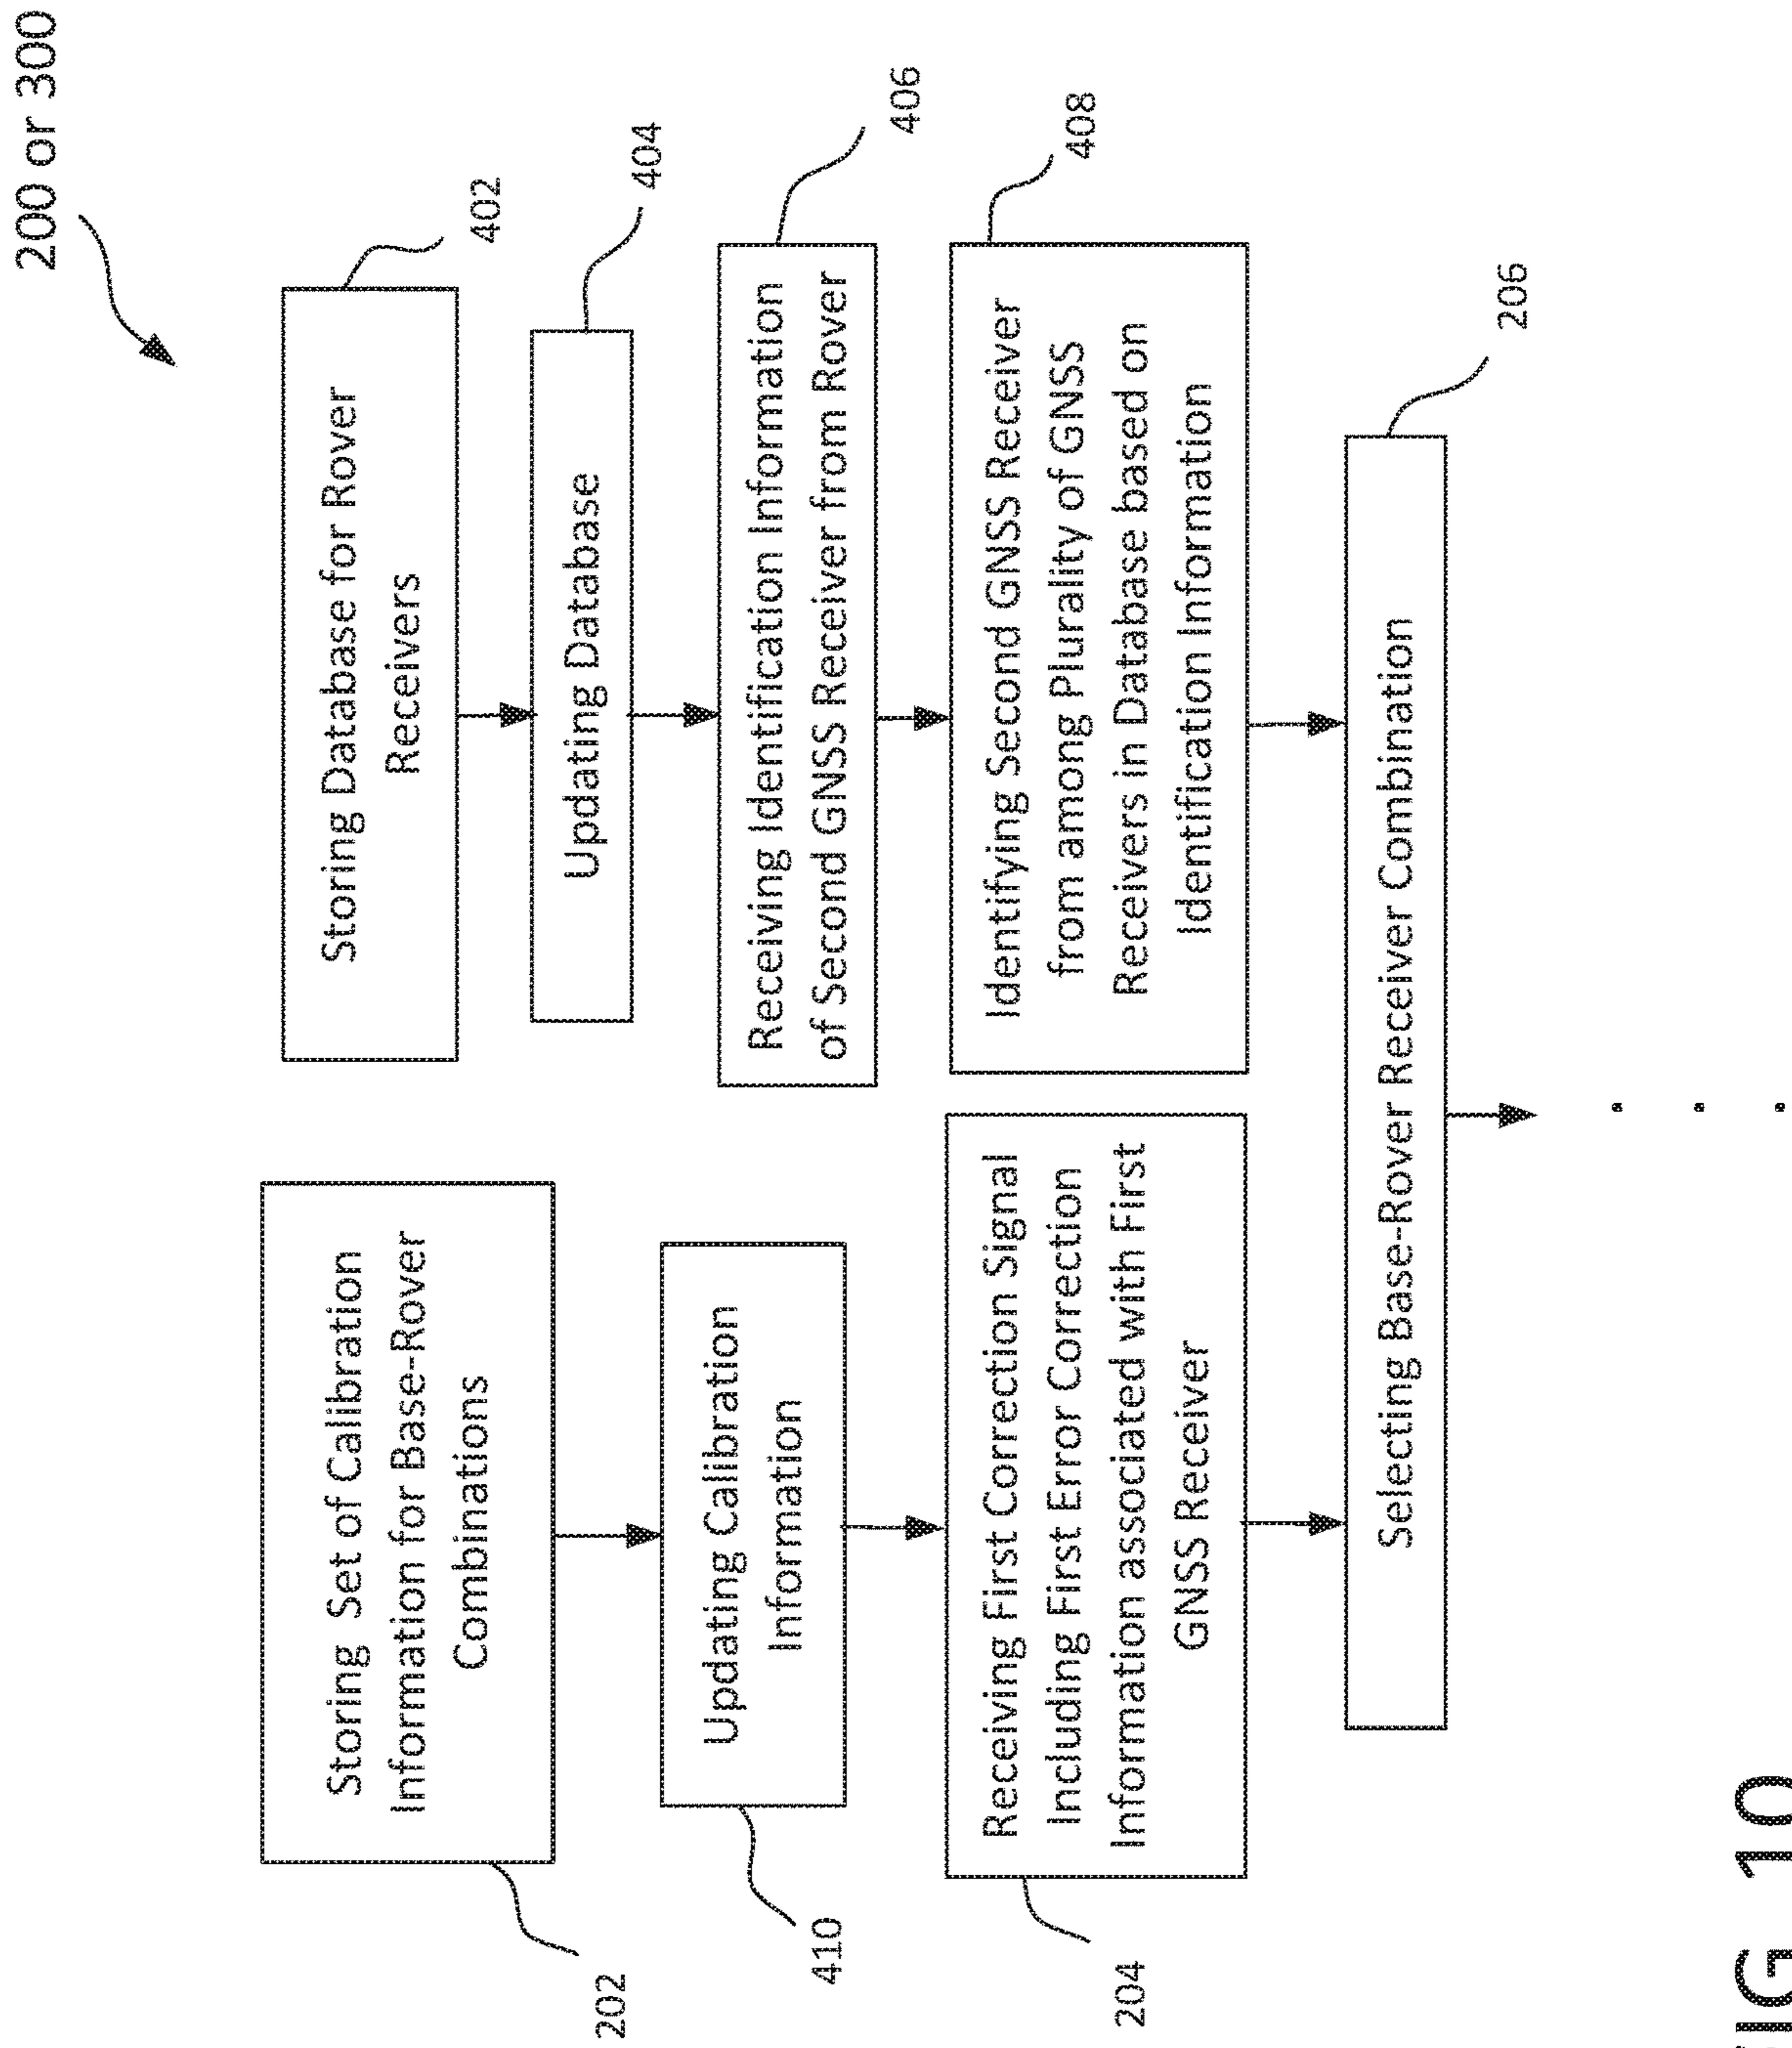 200 or 300
Storing Set of Calibration
Information for Base-Rover
Combinations
202
Updating Calibration
Information
410
Receiving First Correction Signal
Including First Error Correction
Information associated with First
GNSS Receiver
204
Storing Database for Rover
Receivers
402
Updating Database
404
Receiving Identification Information
of Second GNSS Receiver from Rover
406
Identifying Second GNSS Receiver
from among Plurality of GNSS
Receivers in Database based on
Identification Information
408
Selecting Base-Rover Receiver Combination
206
IG 10